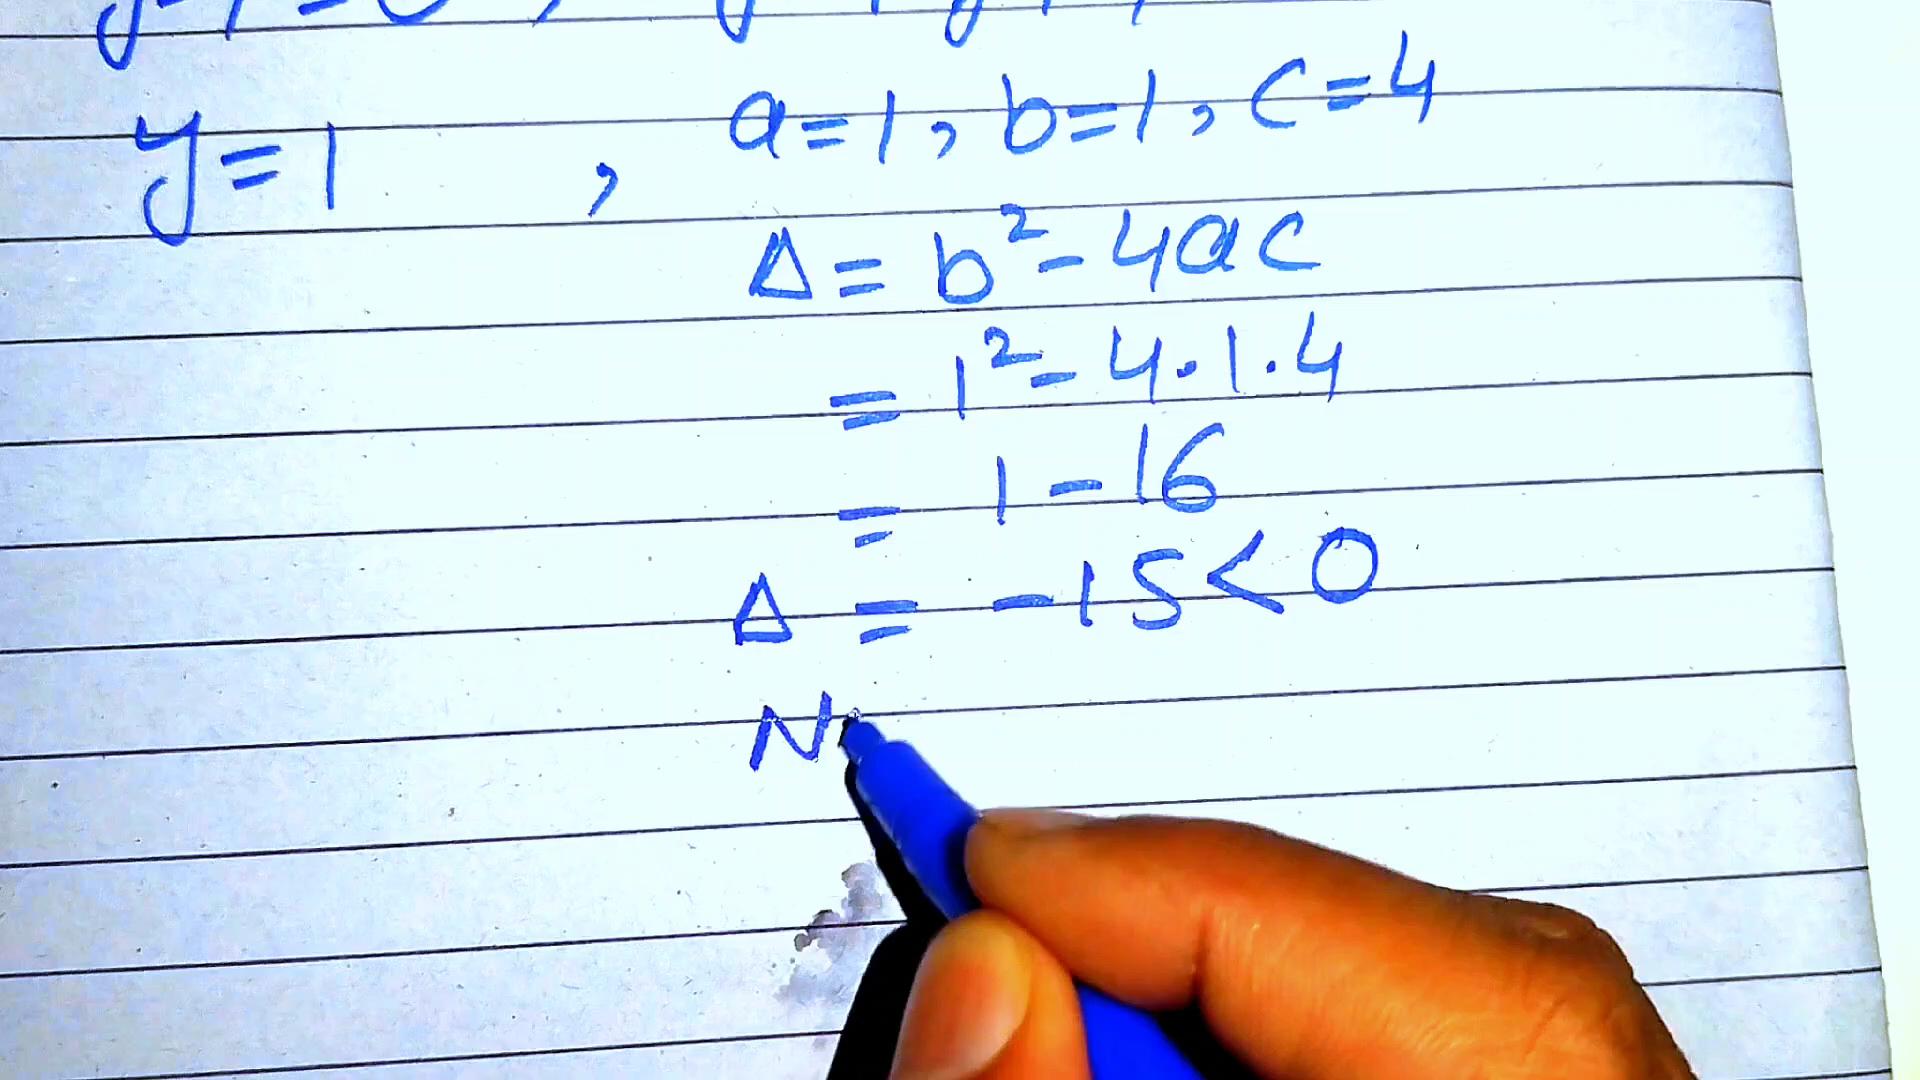 y=1 , a=1, b=1, c=4
Δ = b²-4ac
= 1²-4·1·4
= 1-16
Δ = -15<0